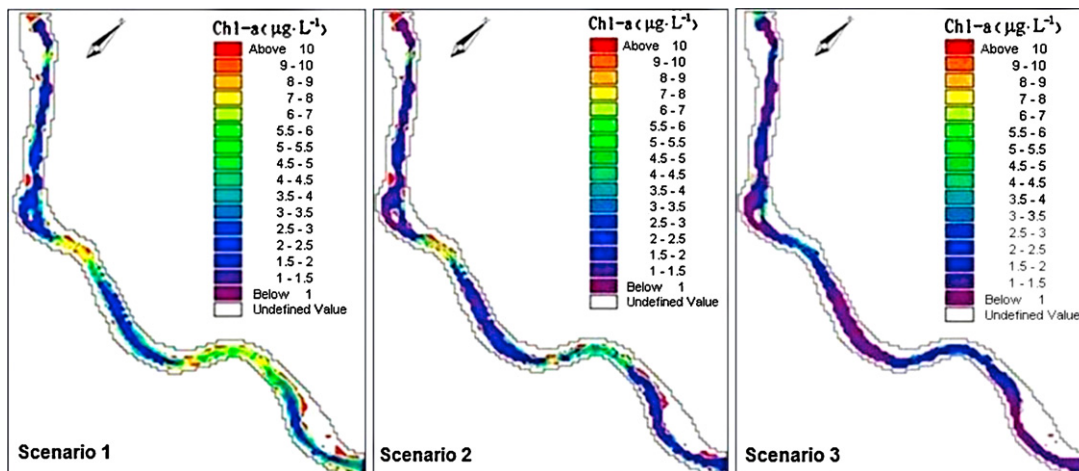 Chl-a(μg·L⁻¹)
Above 10
9 - 10
8 - 9
7 - 8
6 - 7
5.5 - 6
5 - 5.5
4.5 - 5
4 - 4.5
3.5 - 4
3 - 3.5
2.5 - 3
2 - 2.5
1.5 - 2
1 - 1.5
Below 1
Undefined Value
Scenario 1
Chl-a(μg·L⁻¹)
Above 10
9 - 10
8 - 9
7 - 8
6 - 7
5.5 - 6
5 - 5.5
4.5 - 5
4 - 4.5
3.5 - 4
3 - 3.5
2.5 - 3
2 - 2.5
1.5 - 2
1 - 1.5
Below 1
Undefined Value
Scenario 2
Chl-a(μg·L⁻¹)
Above 10
9 - 10
8 - 9
7 - 8
6 - 7
5.5 - 6
5 - 5.5
4.5 - 5
4 - 4.5
3.5 - 4
3 - 3.5
2.5 - 3
2 - 2.5
1.5 - 2
1 - 1.5
Below 1
Undefined Value
Scenario 3